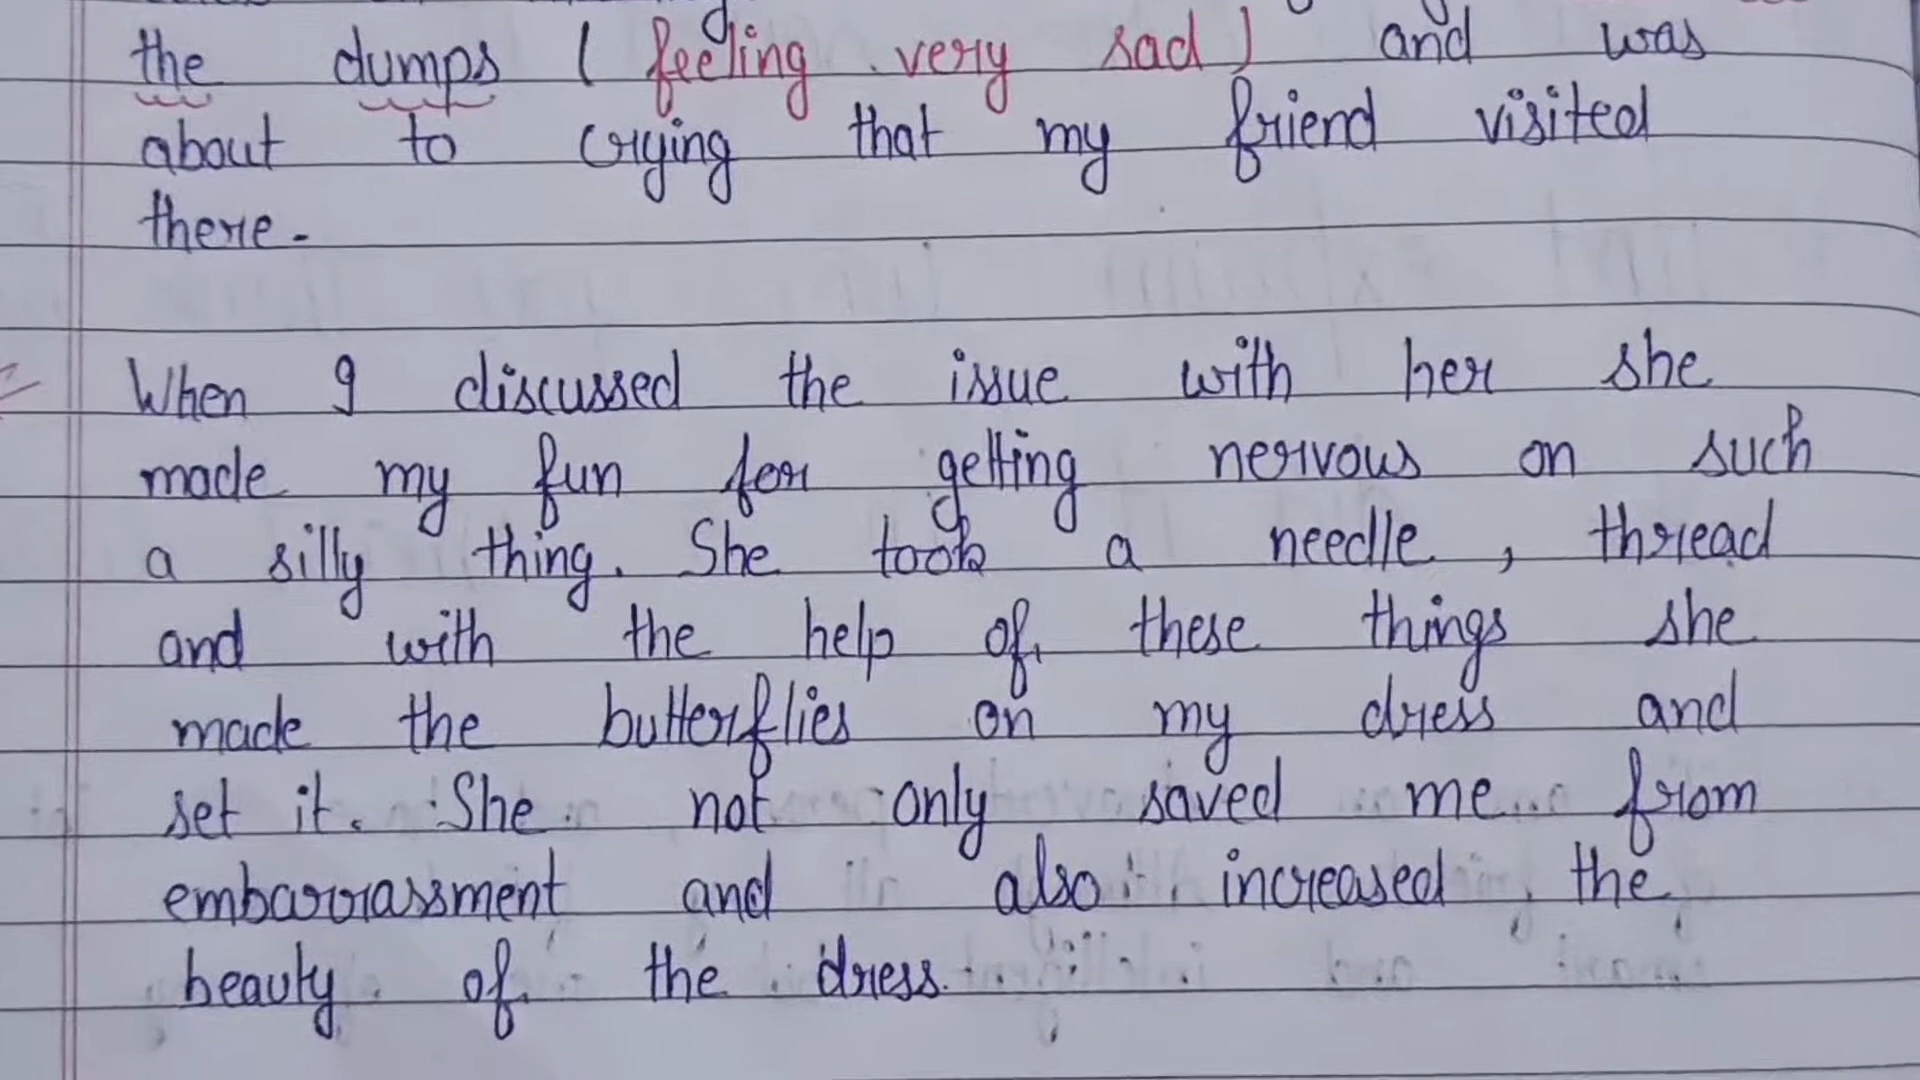 the dumps ( feeling very sad ) and was
about to crying that my friend visited
there.
When I discussed the issue with her she
made my fun for getting nervous on such
a silly thing. She took a needle, thread
and with the help of these things she
made the butterflies on my dress and
set it. She not only saved me from
embarrassment and also increased the
beauty of the dress.